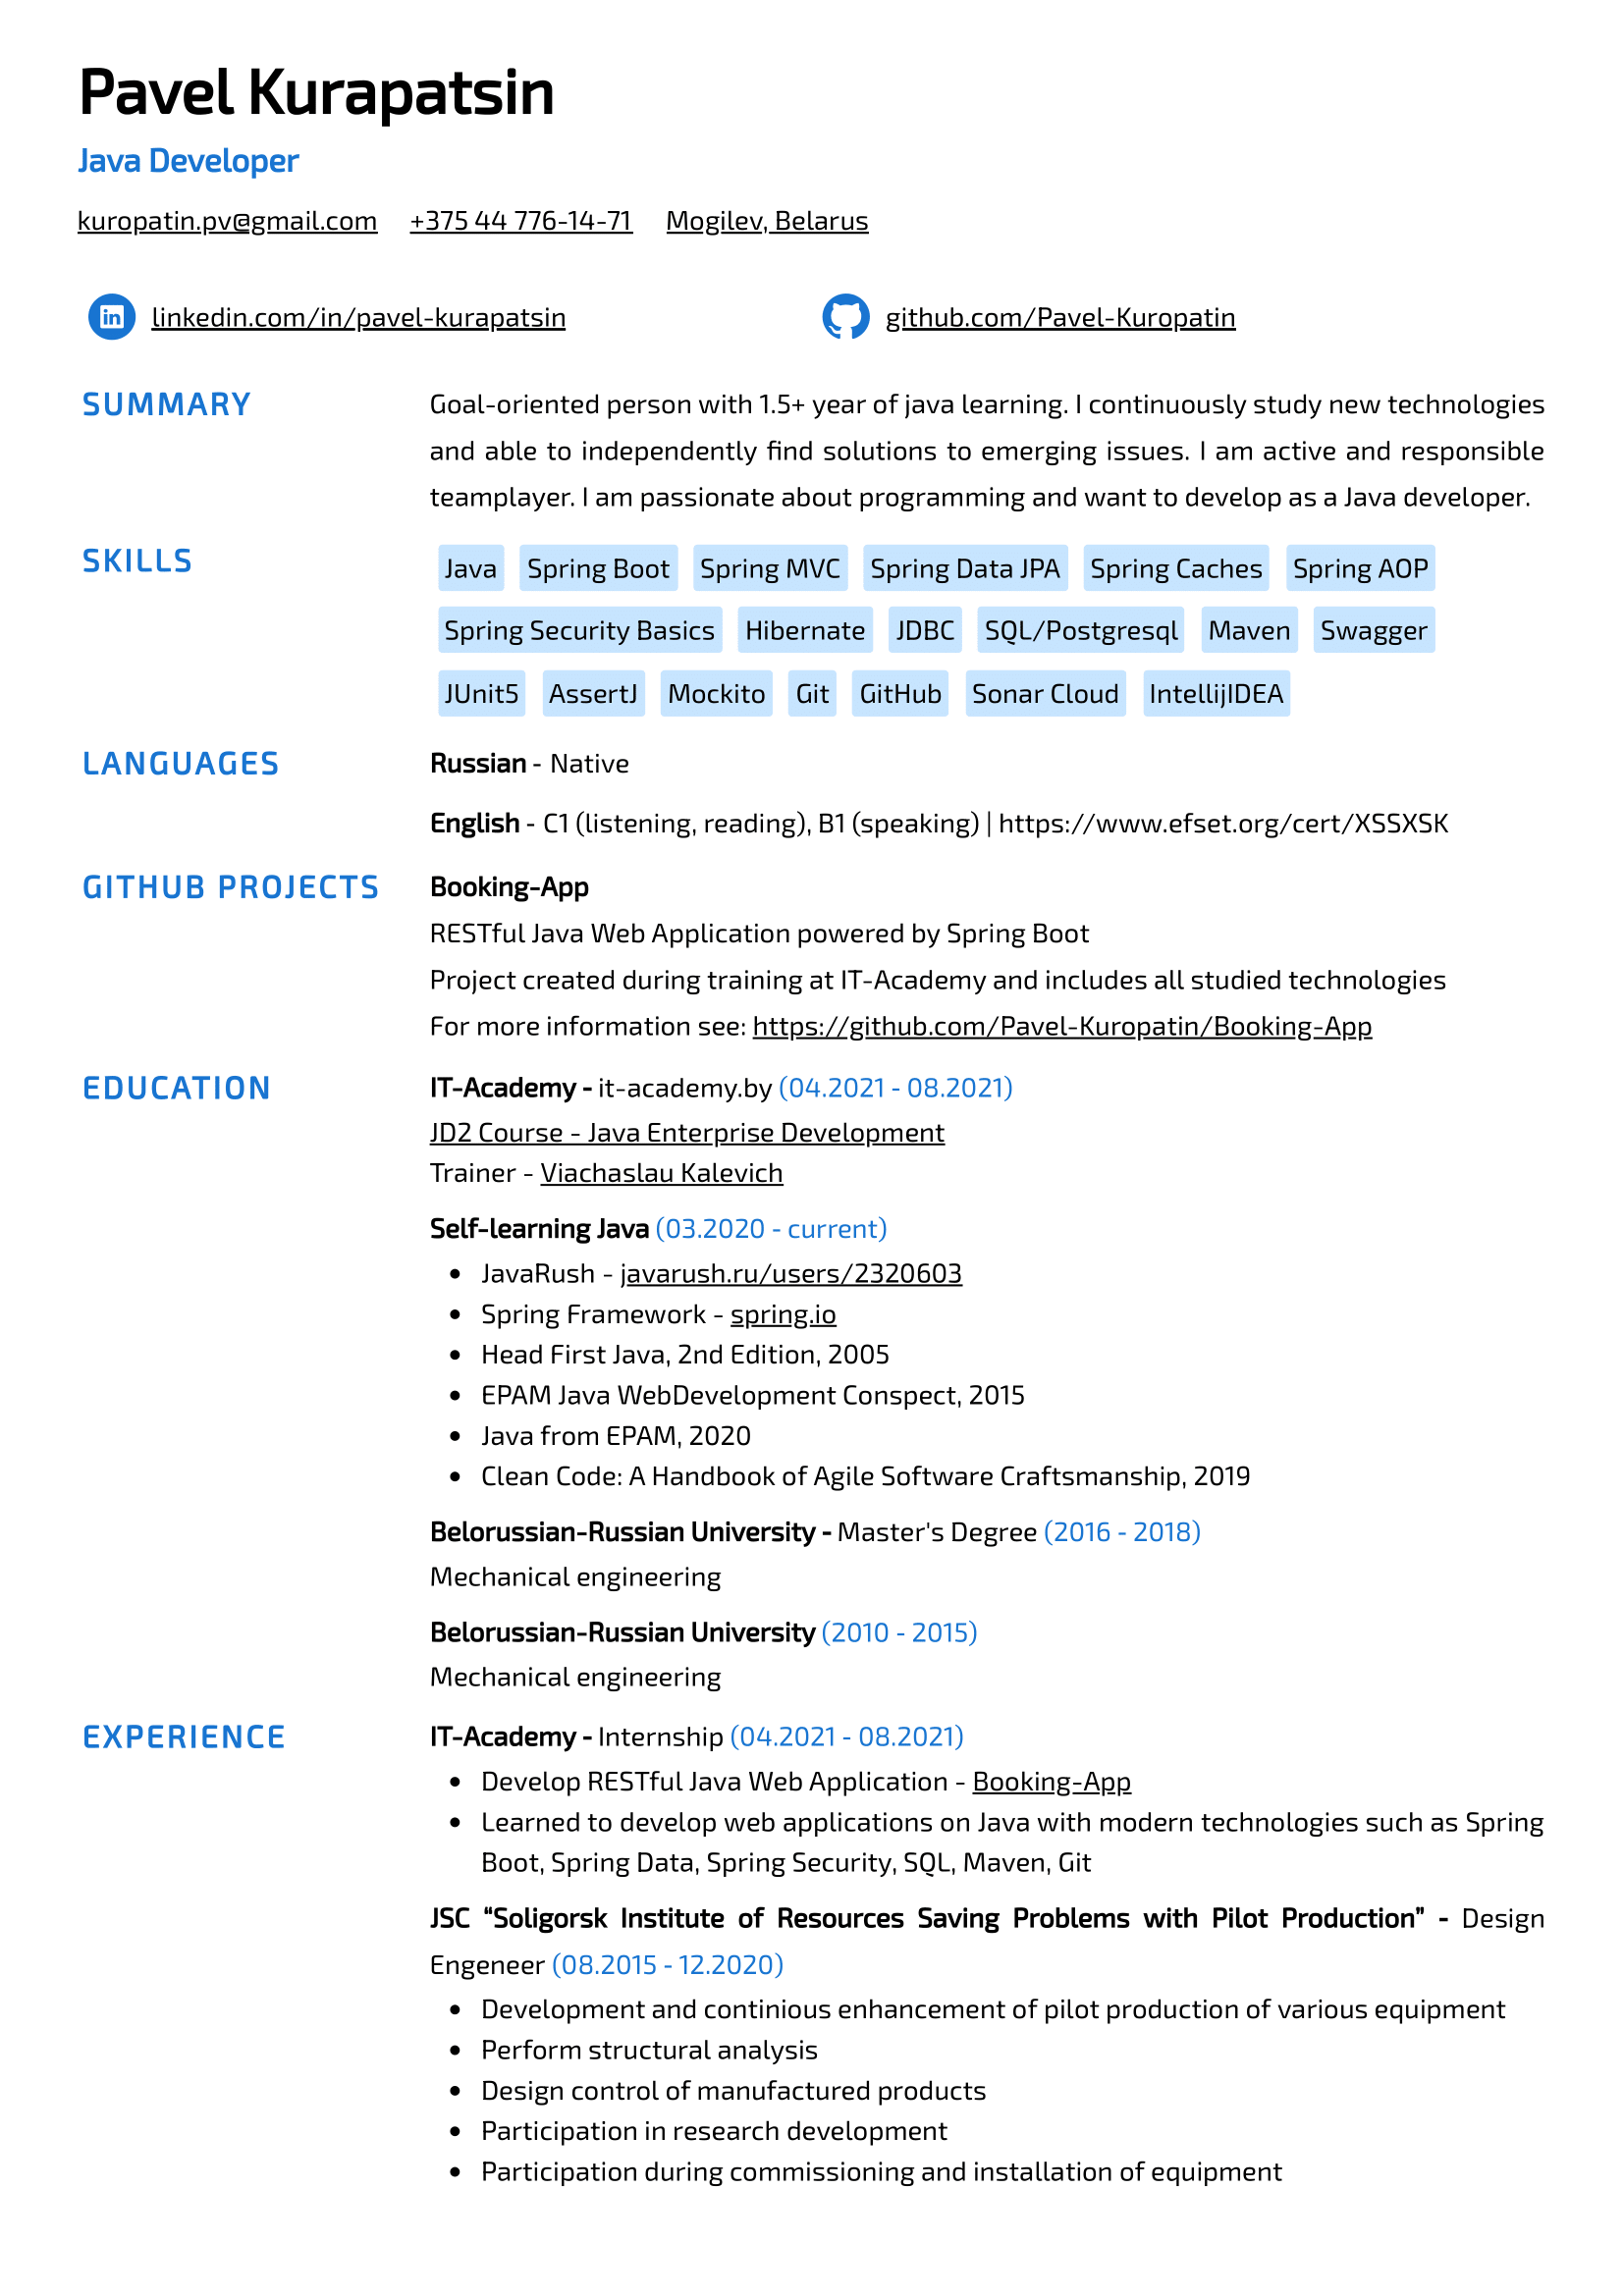 Pavel Kurapatsin
Java Developer
kuropatin.pv@gmail.com +375 44 776-14-71 Mogilev, Belarus
linkedin.com/in/pavel-kurapatsin github.com/Pavel-Kuropatin
SUMMARY
Goal-oriented person with 1.5+ year of java learning. I continuously study new technologies
and able to independently find solutions to emerging issues. I am active and responsible
teamplayer. I am passionate about programming and want to develop as a Java developer.
SKILLS
Java Spring Boot Spring MVC Spring Data JPA Spring Caches Spring AOP
Spring Security Basics Hibernate JDBC SQL/Postgresql Maven Swagger
JUnit5 AssertJ Mockito Git GitHub Sonar Cloud IntellijIDEA
LANGUAGES
Russian - Native
English - C1 (listening, reading), B1 (speaking) | https://www.efset.org/cert/XSSXSK
GITHUB PROJECTS
Booking-App
RESTful Java Web Application powered by Spring Boot
Project created during training at IT-Academy and includes all studied technologies
For more information see: https://github.com/Pavel-Kuropatin/Booking-App
EDUCATION
IT-Academy - it-academy.by (04.2021 - 08.2021)
JD2 Course - Java Enterprise Development
Trainer - Viachaslau Kalevich
Self-learning Java (03.2020 - current)
• JavaRush - javarush.ru/users/2320603
• Spring Framework - spring.io
• Head First Java, 2nd Edition, 2005
• EPAM Java WebDevelopment Conspect, 2015
• Java from EPAM, 2020
• Clean Code: A Handbook of Agile Software Craftsmanship, 2019
Belorussian-Russian University - Master's Degree (2016 - 2018)
Mechanical engineering
Belorussian-Russian University (2010 - 2015)
Mechanical engineering
EXPERIENCE
IT-Academy - Internship (04.2021 - 08.2021)
• Develop RESTful Java Web Application - Booking-App
• Learned to develop web applications on Java with modern technologies such as Spring
Boot, Spring Data, Spring Security, SQL, Maven, Git
JSC “Soligorsk Institute of Resources Saving Problems with Pilot Production” - Design
Engeneer (08.2015 - 12.2020)
• Development and continious enhancement of pilot production of various equipment
• Perform structural analysis
• Design control of manufactured products
• Participation in research development
• Participation during commissioning and installation of equipment